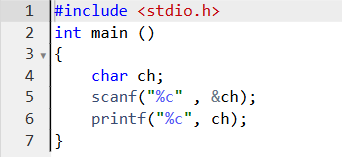 1 #include <stdio.h>
2 int main ()
3 {
4     char ch;
5     scanf("%c" , &ch);
6     printf("%c", ch);
7 }